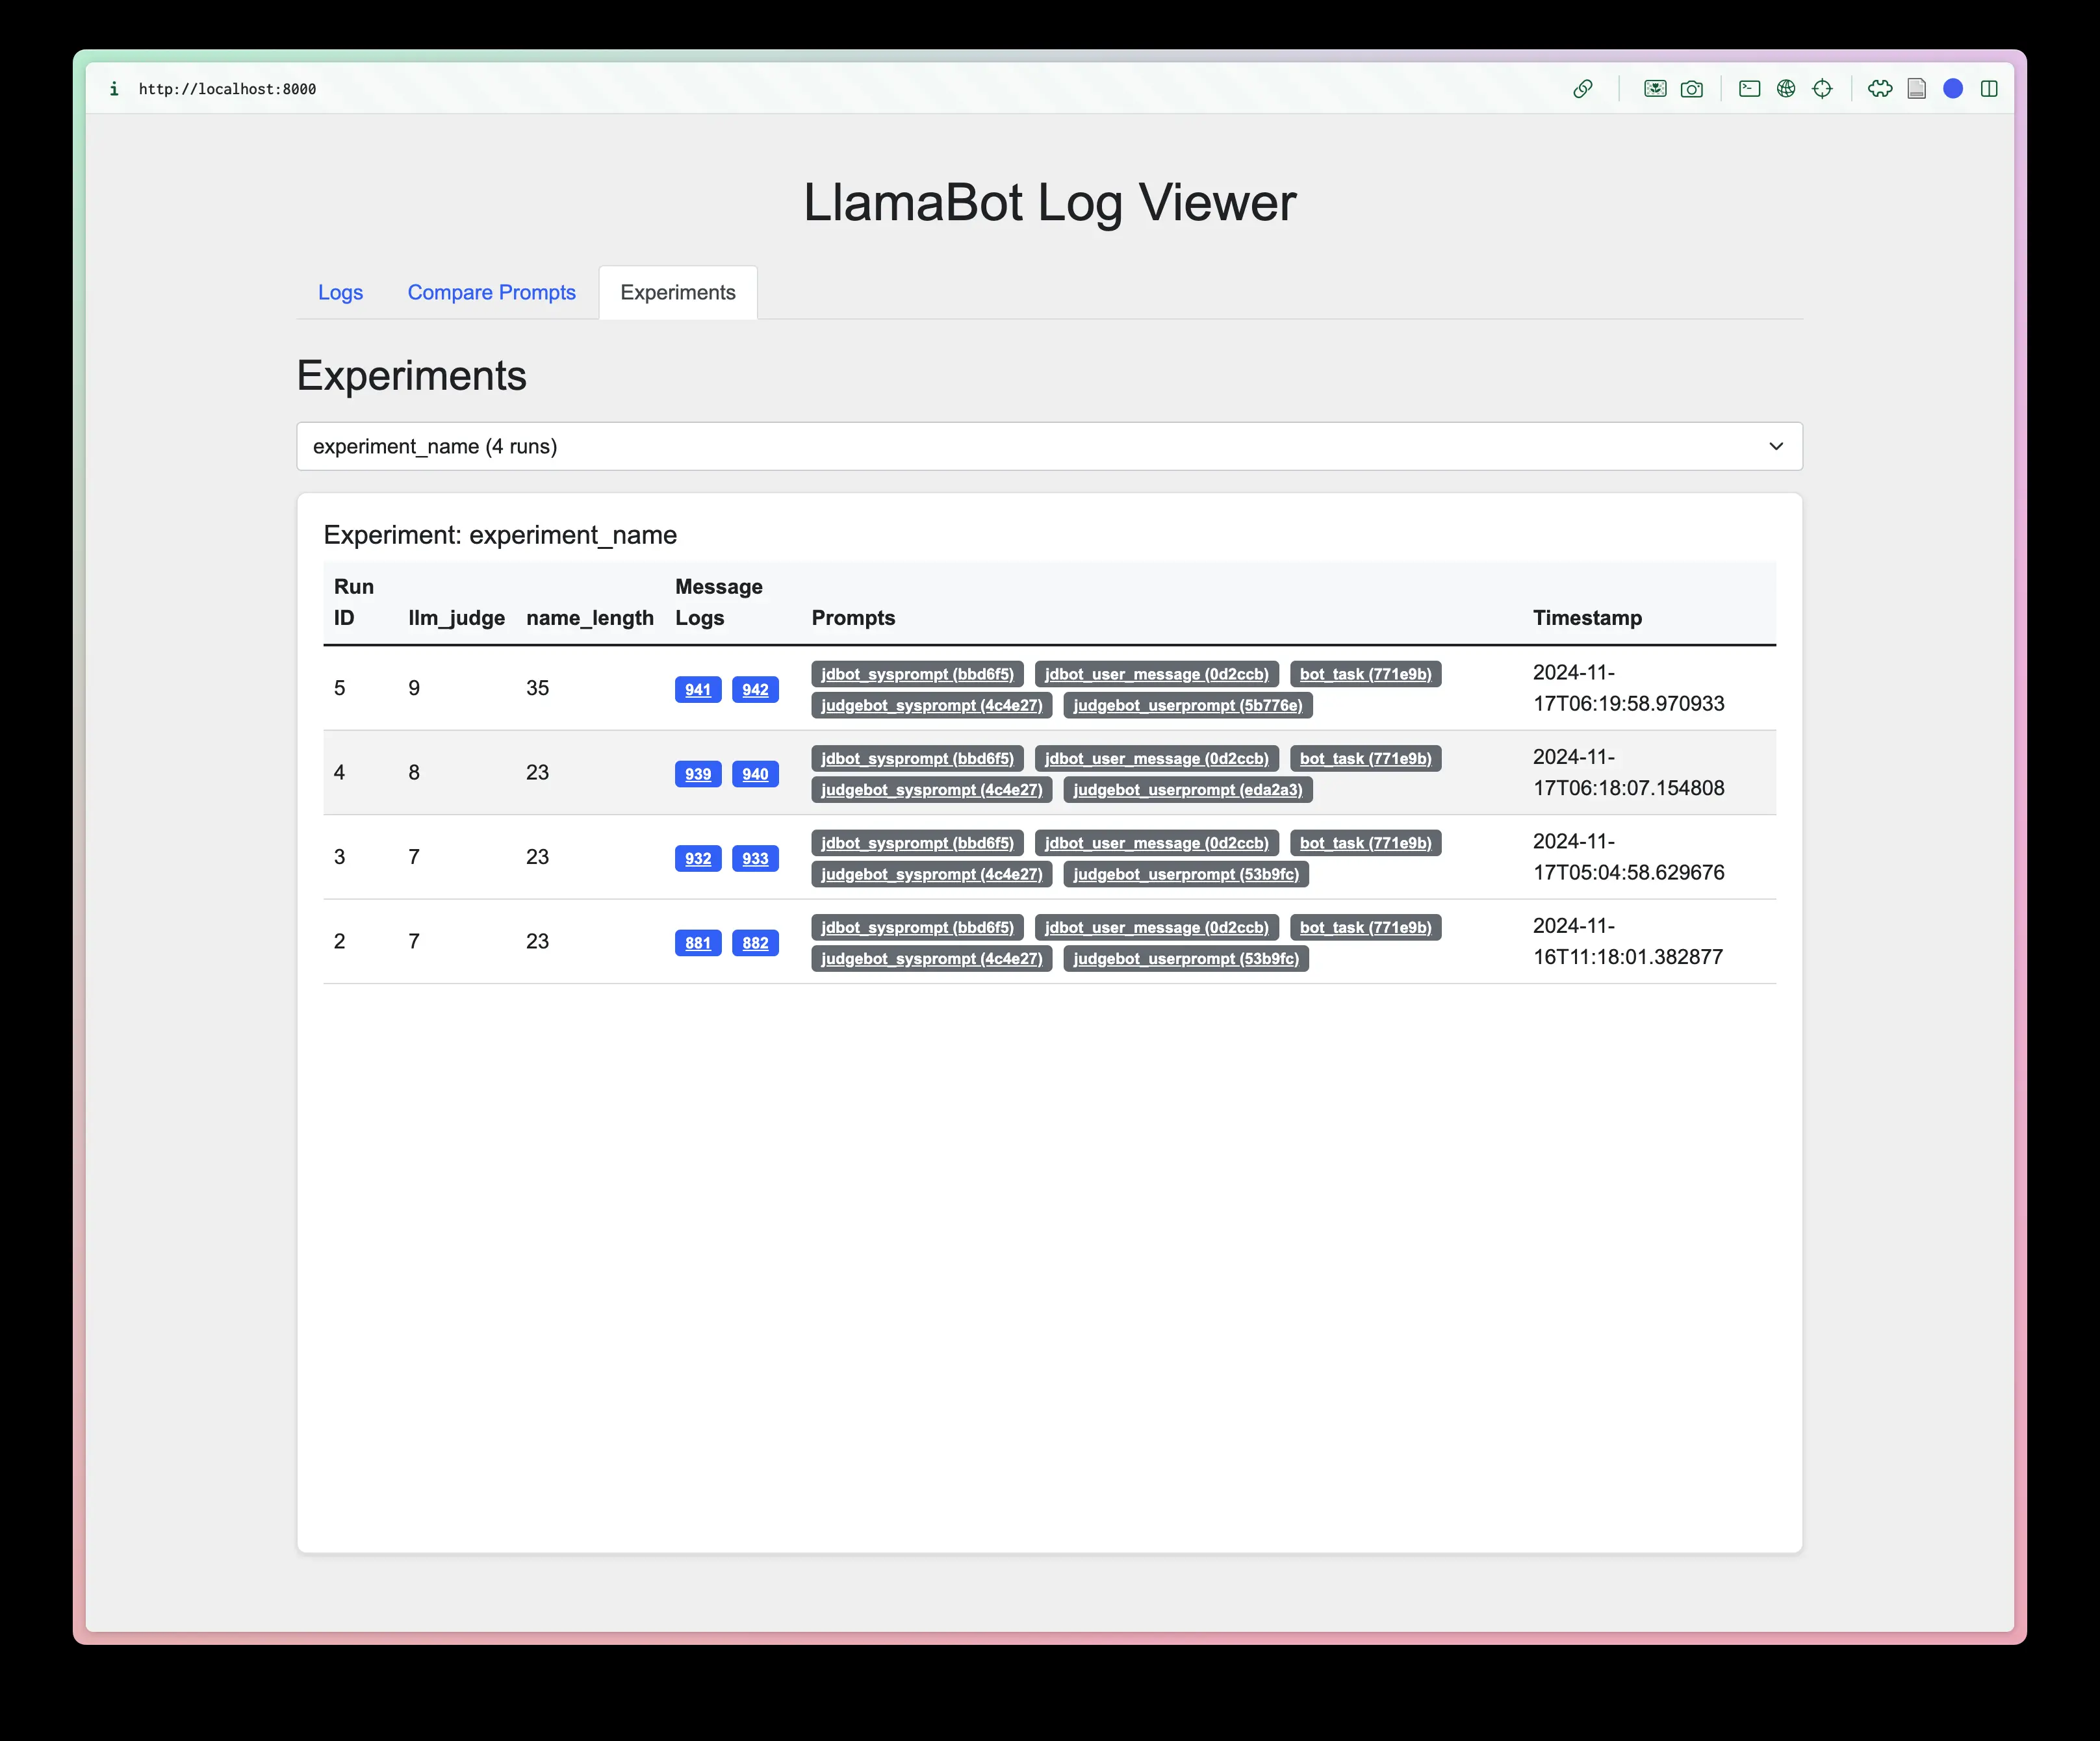 http://localhost:8000
LlamaBot Log Viewer
Logs Compare Prompts Experiments
Experiments
experiment_name (4 runs)
Experiment: experiment_name
Run ID llm_judge name_length Message Logs Prompts Timestamp
5 9 35 941 942 jdbot_sysprompt (bbd6f5) jdbot_user_message (0d2ccb) bot_task (771e9b) 2024-11-
judgebot_sysprompt (4c4e27) judgebot_userprompt (5b776e) 17T06:19:58.970933
4 8 23 939 940 jdbot_sysprompt (bbd6f5) jdbot_user_message (0d2ccb) bot_task (771e9b) 2024-11-
judgebot_sysprompt (4c4e27) judgebot_userprompt (eda2a3) 17T06:18:07.154808
3 7 23 932 933 jdbot_sysprompt (bbd6f5) jdbot_user_message (0d2ccb) bot_task (771e9b) 2024-11-
judgebot_sysprompt (4c4e27) judgebot_userprompt (53b9fc) 17T05:04:58.629676
2 7 23 881 882 jdbot_sysprompt (bbd6f5) jdbot_user_message (0d2ccb) bot_task (771e9b) 2024-11-
judgebot_sysprompt (4c4e27) judgebot_userprompt (53b9fc) 16T11:18:01.382877